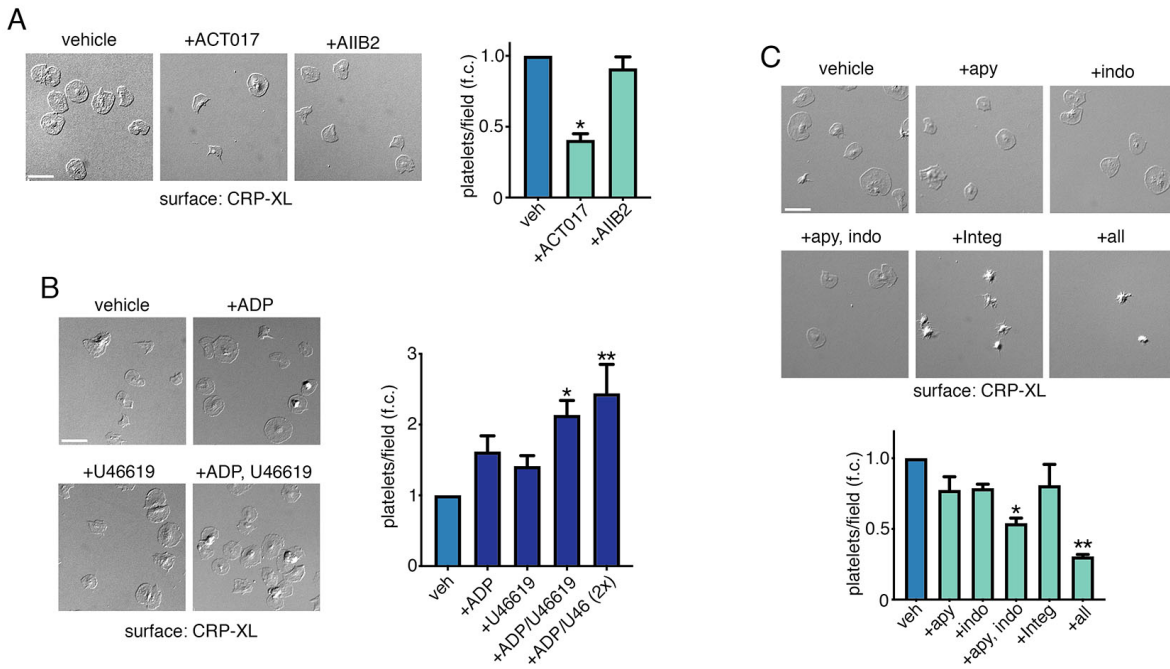 A
vehicle
+ACT017
+AIIB2
surface: CRP-XL
platelets/field (f.c.)
1.0
0.5
0
*
veh
+ACT017
+AIIB2
B
vehicle
+ADP
+U46619
+ADP, U46619
surface: CRP-XL
platelets/field (f.c.)
3
2
1
0
*
**
veh
+ADP
+U46619
+ADP/U46619
+ADP/U46 (2x)
C
vehicle
+apy
+indo
+apy, indo
+Integ
+all
surface: CRP-XL
platelets/field (f.c.)
1.0
0.5
0
*
**
veh
+apy
+indo
+apy, indo
+Integ
+all